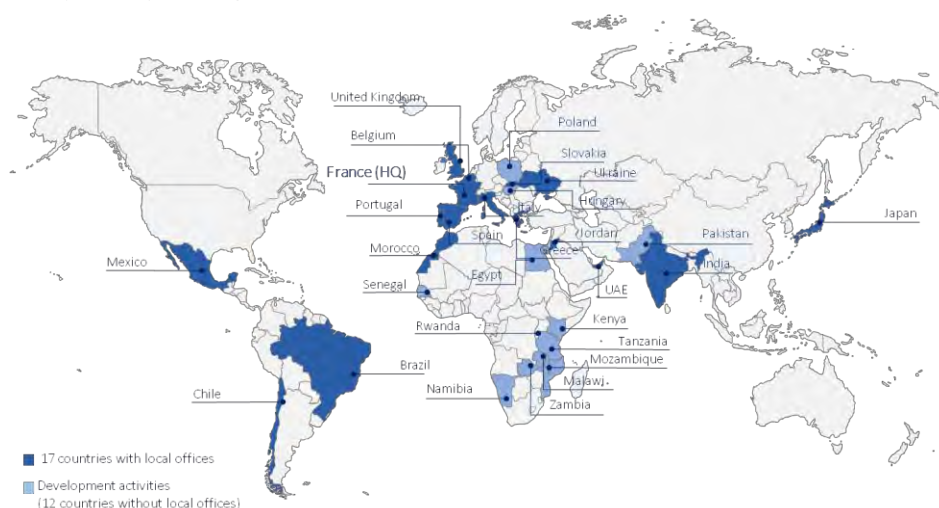 United Kingdom
Poland
Belgium
Slovakia
Ukraine
France (HQ)
Hungary
Portugal
Italy
Japan
Spain
Jordan
Pakistan
Morocco
Greece
Mexico
India
Egypt
Senegal
UAE
Rwanda
Kenya
Tanzania
Mozambique
Brazil
Namibia
Malawi
Chile
Zambia
17 countries with local offices
Development activities
(12 countries without local offices)